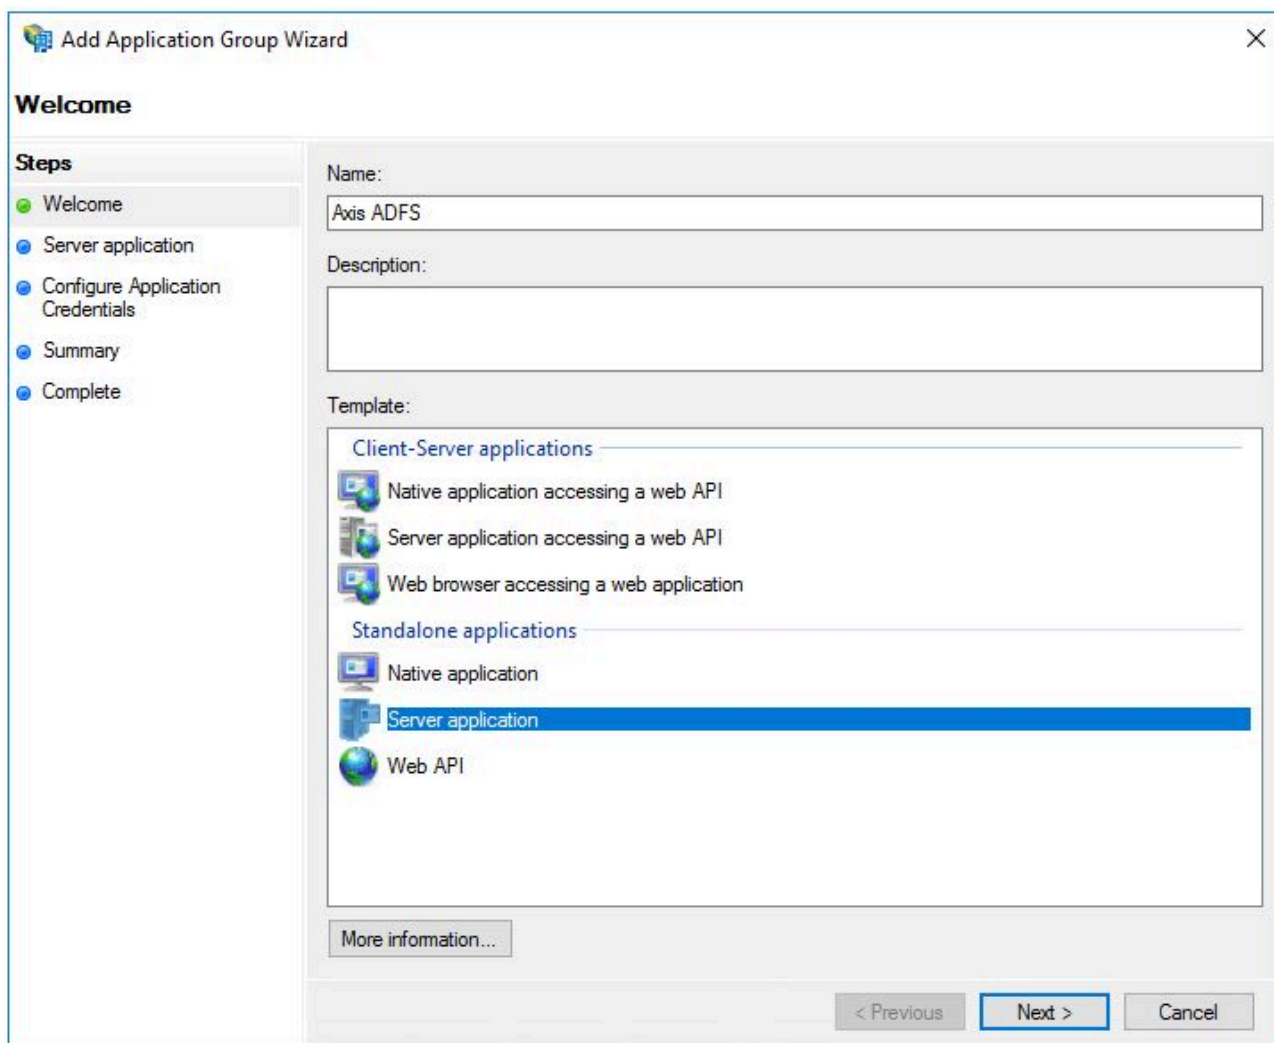 Add Application Group Wizard
Welcome
Steps
Welcome
Server application
Configure Application
Credentials
Summary
Complete
Name:
Axis ADFS
Description:
Template:
Client-Server applications
Native application accessing a web API
Server application accessing a web API
Web browser accessing a web application
Standalone applications
Native application
Server application
Web API
More information...
< Previous
Next >
Cancel